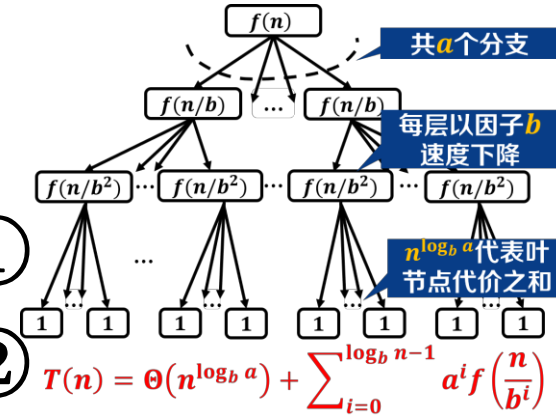 f(n)
共a个分支
f(n/b) ... f(n/b)
每层以因子b
速度下降
f(n/b²) ... f(n/b²) ... f(n/b²) ... f(n/b²)
n^{log_b a}代表叶
节点代价之和
...
... ... ... ...
1 1 1 1 1 1 1 1
2
T(n) = Θ(n^{log_b a}) + ∑_{i=0}^{log_b n−1} a^i f(n/b^i)